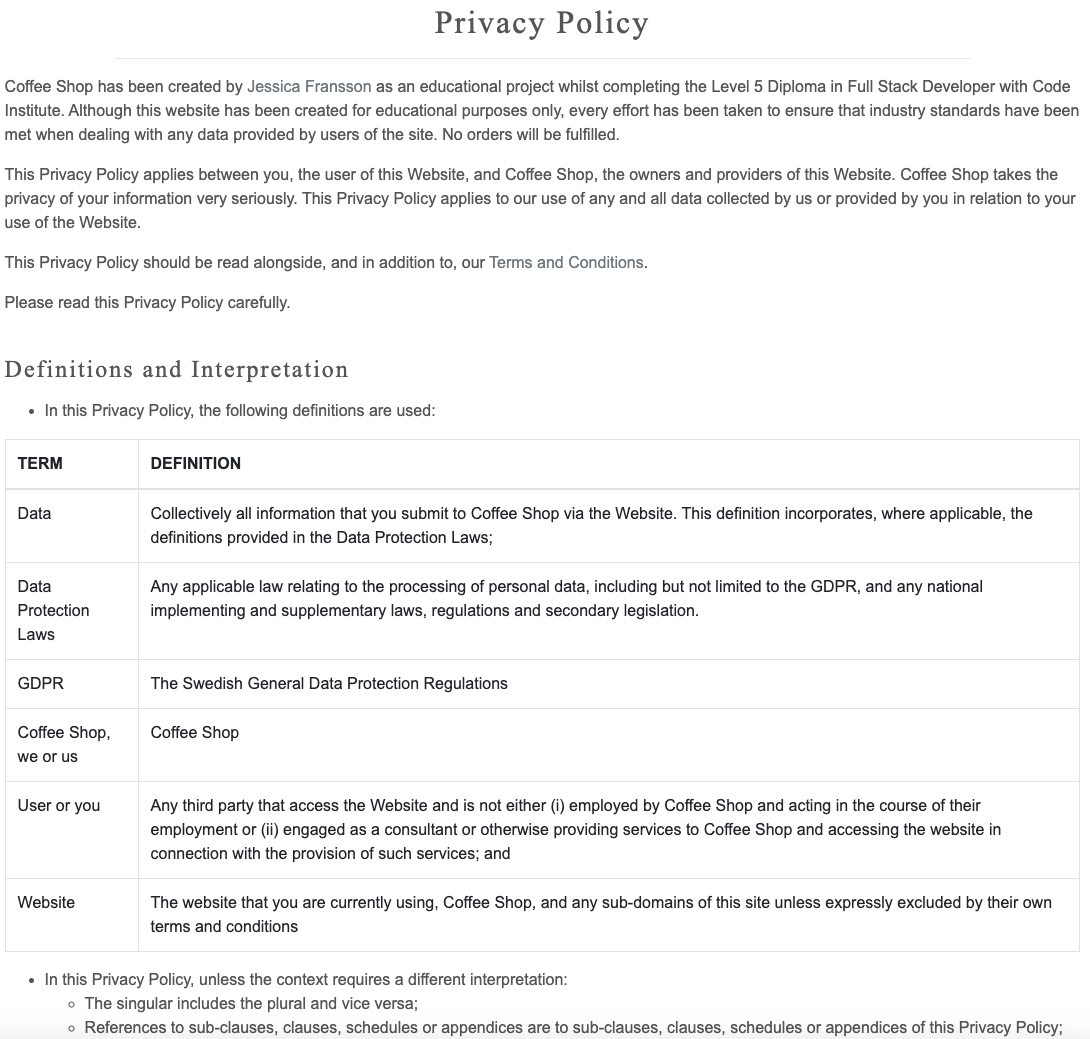 Privacy Policy
Coffee Shop has been created by Jessica Fransson as an educational project whilst completing the Level 5 Diploma in Full Stack Developer with Code
Institute. Although this website has been created for educational purposes only, every effort has been taken to ensure that industry standards have been
met when dealing with any data provided by users of the site. No orders will be fulfilled.
This Privacy Policy applies between you, the user of this Website, and Coffee Shop, the owners and providers of this Website. Coffee Shop takes the
privacy of your information very seriously. This Privacy Policy applies to our use of any and all data collected by us or provided by you in relation to your
use of the Website.
This Privacy Policy should be read alongside, and in addition to, our Terms and Conditions.
Please read this Privacy Policy carefully.
Definitions and Interpretation
• In this Privacy Policy, the following definitions are used:
TERM DEFINITION
Data
Collectively all information that you submit to Coffee Shop via the Website. This definition incorporates, where applicable, the
definitions provided in the Data Protection Laws;
Data
Protection
Laws
Any applicable law relating to the processing of personal data, including but not limited to the GDPR, and any national
implementing and supplementary laws, regulations and secondary legislation.
GDPR The Swedish General Data Protection Regulations
Coffee Shop,
we or us
Coffee Shop
User or you
Any third party that access the Website and is not either (i) employed by Coffee Shop and acting in the course of their
employment or (ii) engaged as a consultant or otherwise providing services to Coffee Shop and accessing the website in
connection with the provision of such services; and
Website
The website that you are currently using, Coffee Shop, and any sub-domains of this site unless expressly excluded by their own
terms and conditions
• In this Privacy Policy, unless the context requires a different interpretation:
◦ The singular includes the plural and vice versa;
◦ References to sub-clauses, clauses, schedules or appendices are to sub-clauses, clauses, schedules or appendices of this Privacy Policy;